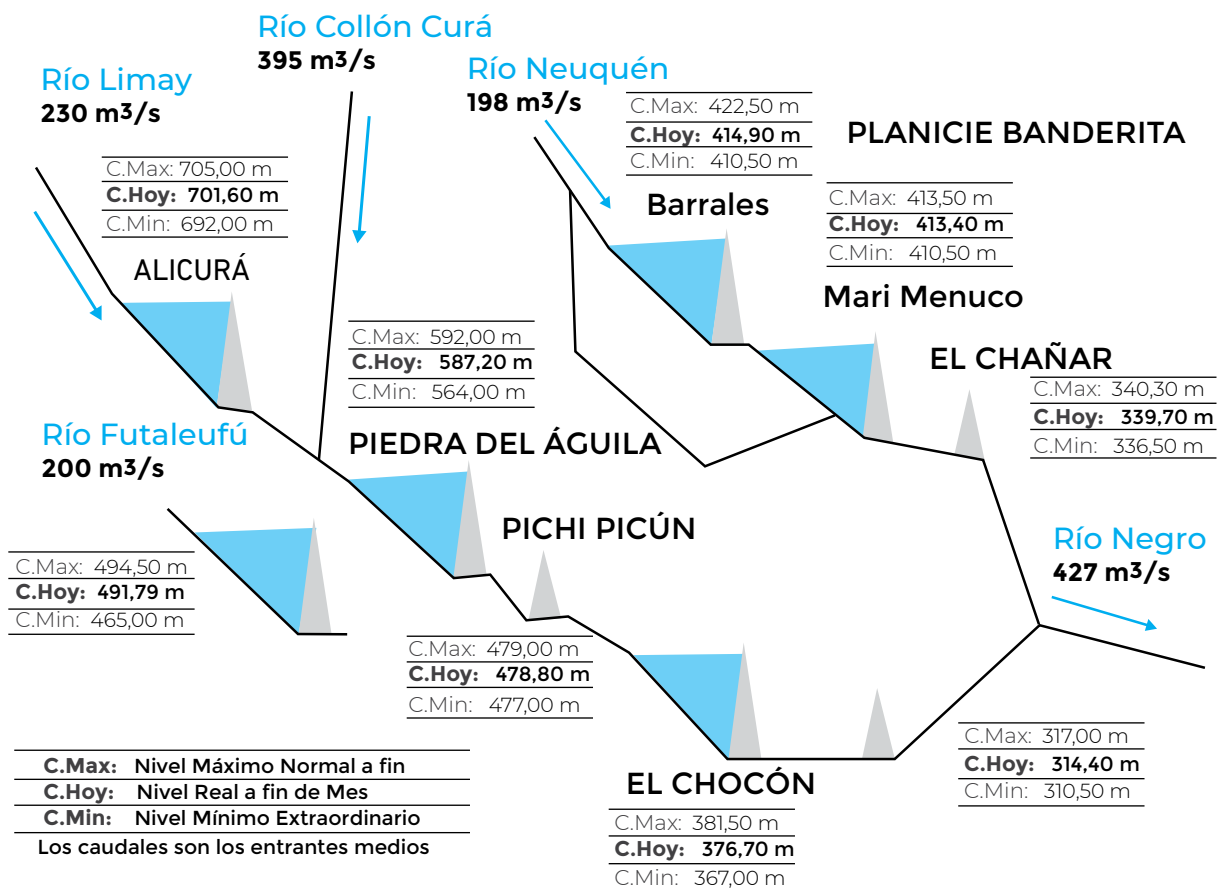 Río Collón Curá
395 m3/s
Río Limay
230 m3/s
Río Neuquén
198 m3/s
C.Max: 422,50 m
C.Hoy: 414,90 m
C.Min: 410,50 m
PLANICIE BANDERITA
C.Max: 705,00 m
C.Hoy: 701,60 m
C.Min: 692,00 m
ALICURÁ
Barrales
C.Max: 413,50 m
C.Hoy: 413,40 m
C.Min: 410,50 m
Mari Menuco
C.Max: 592,00 m
C.Hoy: 587,20 m
C.Min: 564,00 m
EL CHAÑAR
C.Max: 340,30 m
C.Hoy: 339,70 m
C.Min: 336,50 m
Río Futaleufú
200 m3/s
PIEDRA DEL ÁGUILA
PICHI PICÚN
Río Negro
427 m3/s
C.Max: 494,50 m
C.Hoy: 491,79 m
C.Min: 465,00 m
C.Max: 479,00 m
C.Hoy: 478,80 m
C.Min: 477,00 m
C.Max: 317,00 m
C.Hoy: 314,40 m
C.Min: 310,50 m
C.Max: Nivel Máximo Normal a fin
C.Hoy: Nivel Real a fin de Mes
C.Min: Nivel Mínimo Extraordinario
Los caudales son los entrantes medios
EL CHOCÓN
C.Max: 381,50 m
C.Hoy: 376,70 m
C.Min: 367,00 m